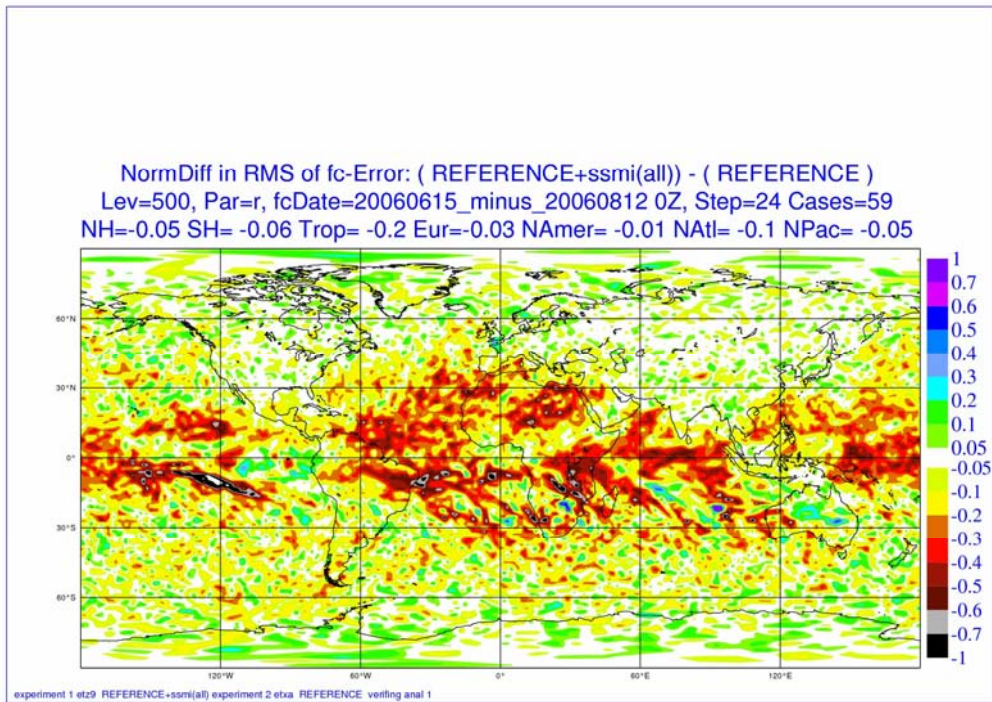 NormDiff in RMS of fc-Error: ( REFERENCE+ssmi(all)) - ( REFERENCE )
Lev=500, Par=r, fcDate=20060615_minus_20060812 0Z, Step=24 Cases=59
NH=-0.05 SH= -0.06 Trop= -0.2 Eur=-0.03 NAmer= -0.01 NAtl= -0.1 NPac= -0.05
1
0.7
0.6
0.5
0.4
0.3
0.2
0.1
0.05
-0.05
-0.1
-0.2
-0.3
-0.4
-0.5
-0.6
-0.7
-1
60°N
30°N
0°
30°S
60°S
120°W
60°W
0°
60°E
120°E
experiment 1 etz9 REFERENCE+ssmi(all) experiment 2 etxa REFERENCE verifing anal 1